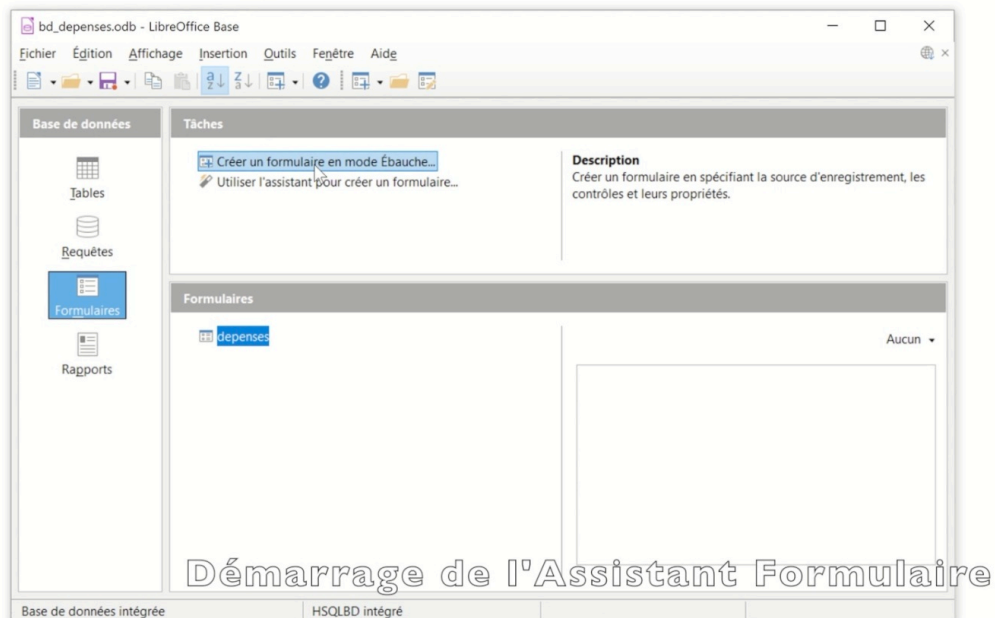 bd_depenses.odb - LibreOffice Base
Fichier Édition Affichage Insertion Outils Fenêtre Aide
Base de données
Tables
Requêtes
Formulaires
Rapports
Tâches
Créer un formulaire en mode Ébauche...
Utiliser l'assistant pour créer un formulaire...
Description
Créer un formulaire en spécifiant la source d'enregistrement, les
contrôles et leurs propriétés.
Formulaires
depenses
Aucun
Démarrage de l'Assistant Formulaire
Base de données intégrée
HSQLBD intégré